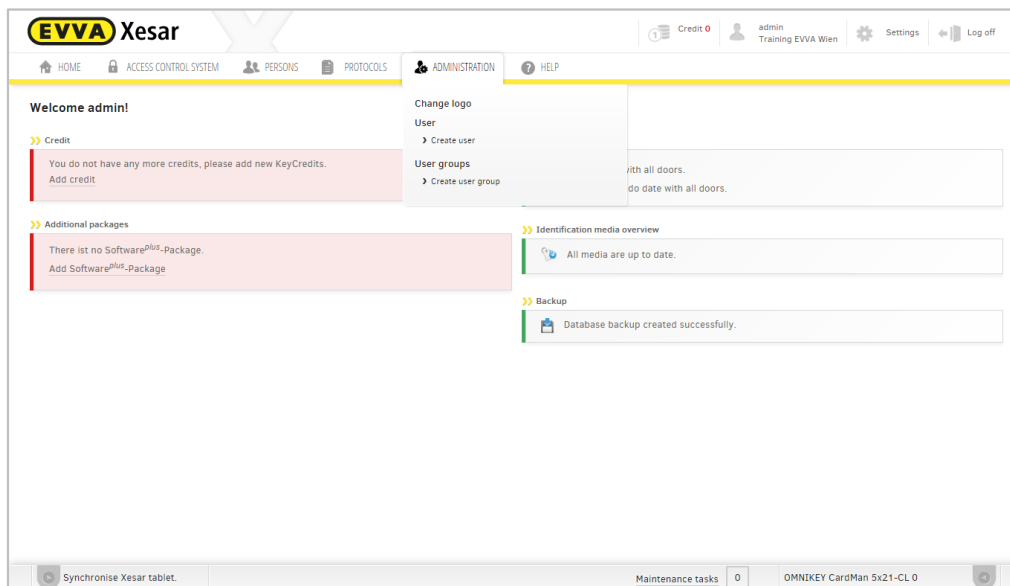 EVVA Xesar
Credit 0
admin
Training EVVA Wien
Settings
Log off
HOME
ACCESS CONTROL SYSTEM
PERSONS
PROTOCOLS
ADMINISTRATION
HELP
Welcome admin!
Change logo
User
Create user
User groups
Create user group
Credit
You do not have any more credits, please add new KeyCredits.
Add credit
with all doors.
do date with all doors.
Additional packages
There ist no Softwareplus-Package.
Add Softwareplus-Package
Identification media overview
All media are up to date.
Backup
Database backup created successfully.
Synchronise Xesar tablet.
Maintenance tasks 0
OMNIKEY CardMan 5x21-CL 0